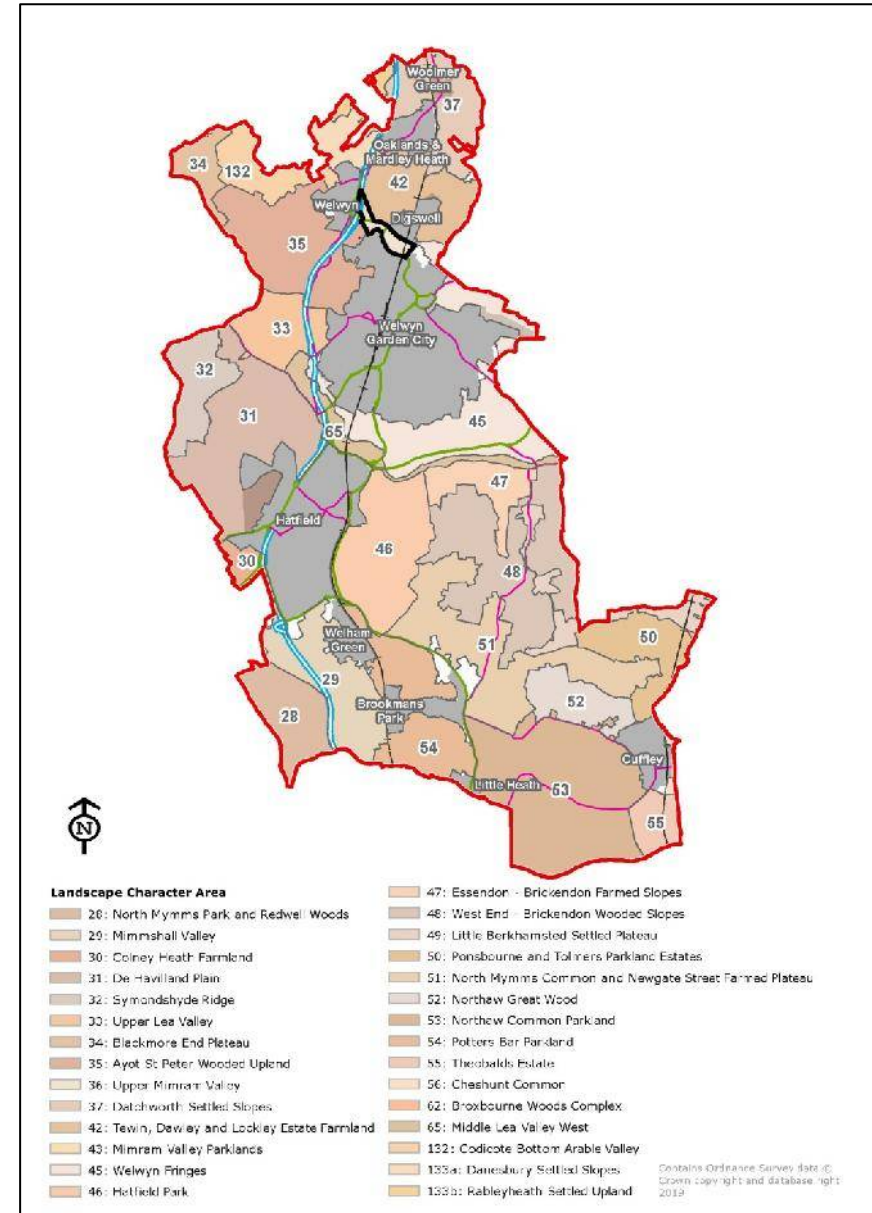 Woolmer
Green
37
Oaklands &
Mardley Heath
34
132
42
Welwyn
Digswell
35
33
Welwyn
Garden City
32
31
45
65
47
Hatfield
46
30
48
50
Welham
Green
51
29
52
28
Brookmans
Park
54
Cuffley
Little Heath
53
55
N
Landscape Character Area
28: North Mymms Park and Redwell Woods
29: Mimmshall Valley
30: Colney Heath Farmland
31: De Havilland Plain
32: Symondshyde Ridge
33: Upper Lea Valley
34: Blackmore End Plateau
35: Ayot St Peter Wooded Upland
36: Upper Mimram Valley
37: Datchworth Settled Slopes
42: Tewin, Dawley and Lockley Estate Farmland
43: Mimram Valley Parklands
45: Welwyn Fringes
46: Hatfield Park
47: Essendon - Brickendon Farmed Slopes
48: West End - Brickendon Wooded Slopes
49: Little Berkhamsted Settled Plateau
50: Ponsbourne and Tolmers Parkland Estates
51: North Mymms Common and Newgate Street Farmed Plateau
52: Northaw Great Wood
53: Northaw Common Parkland
54: Potters Bar Parkland
55: Theobalds Estate
56: Cheshunt Common
62: Broxbourne Woods Complex
65: Middle Lea Valley West
132: Codicote Bottom Arable Valley
133a: Danesbury Settled Slopes
133b: Rableyheath Settled Upland
Contains Ordnance Survey data ©
Crown copyright and database right
2019